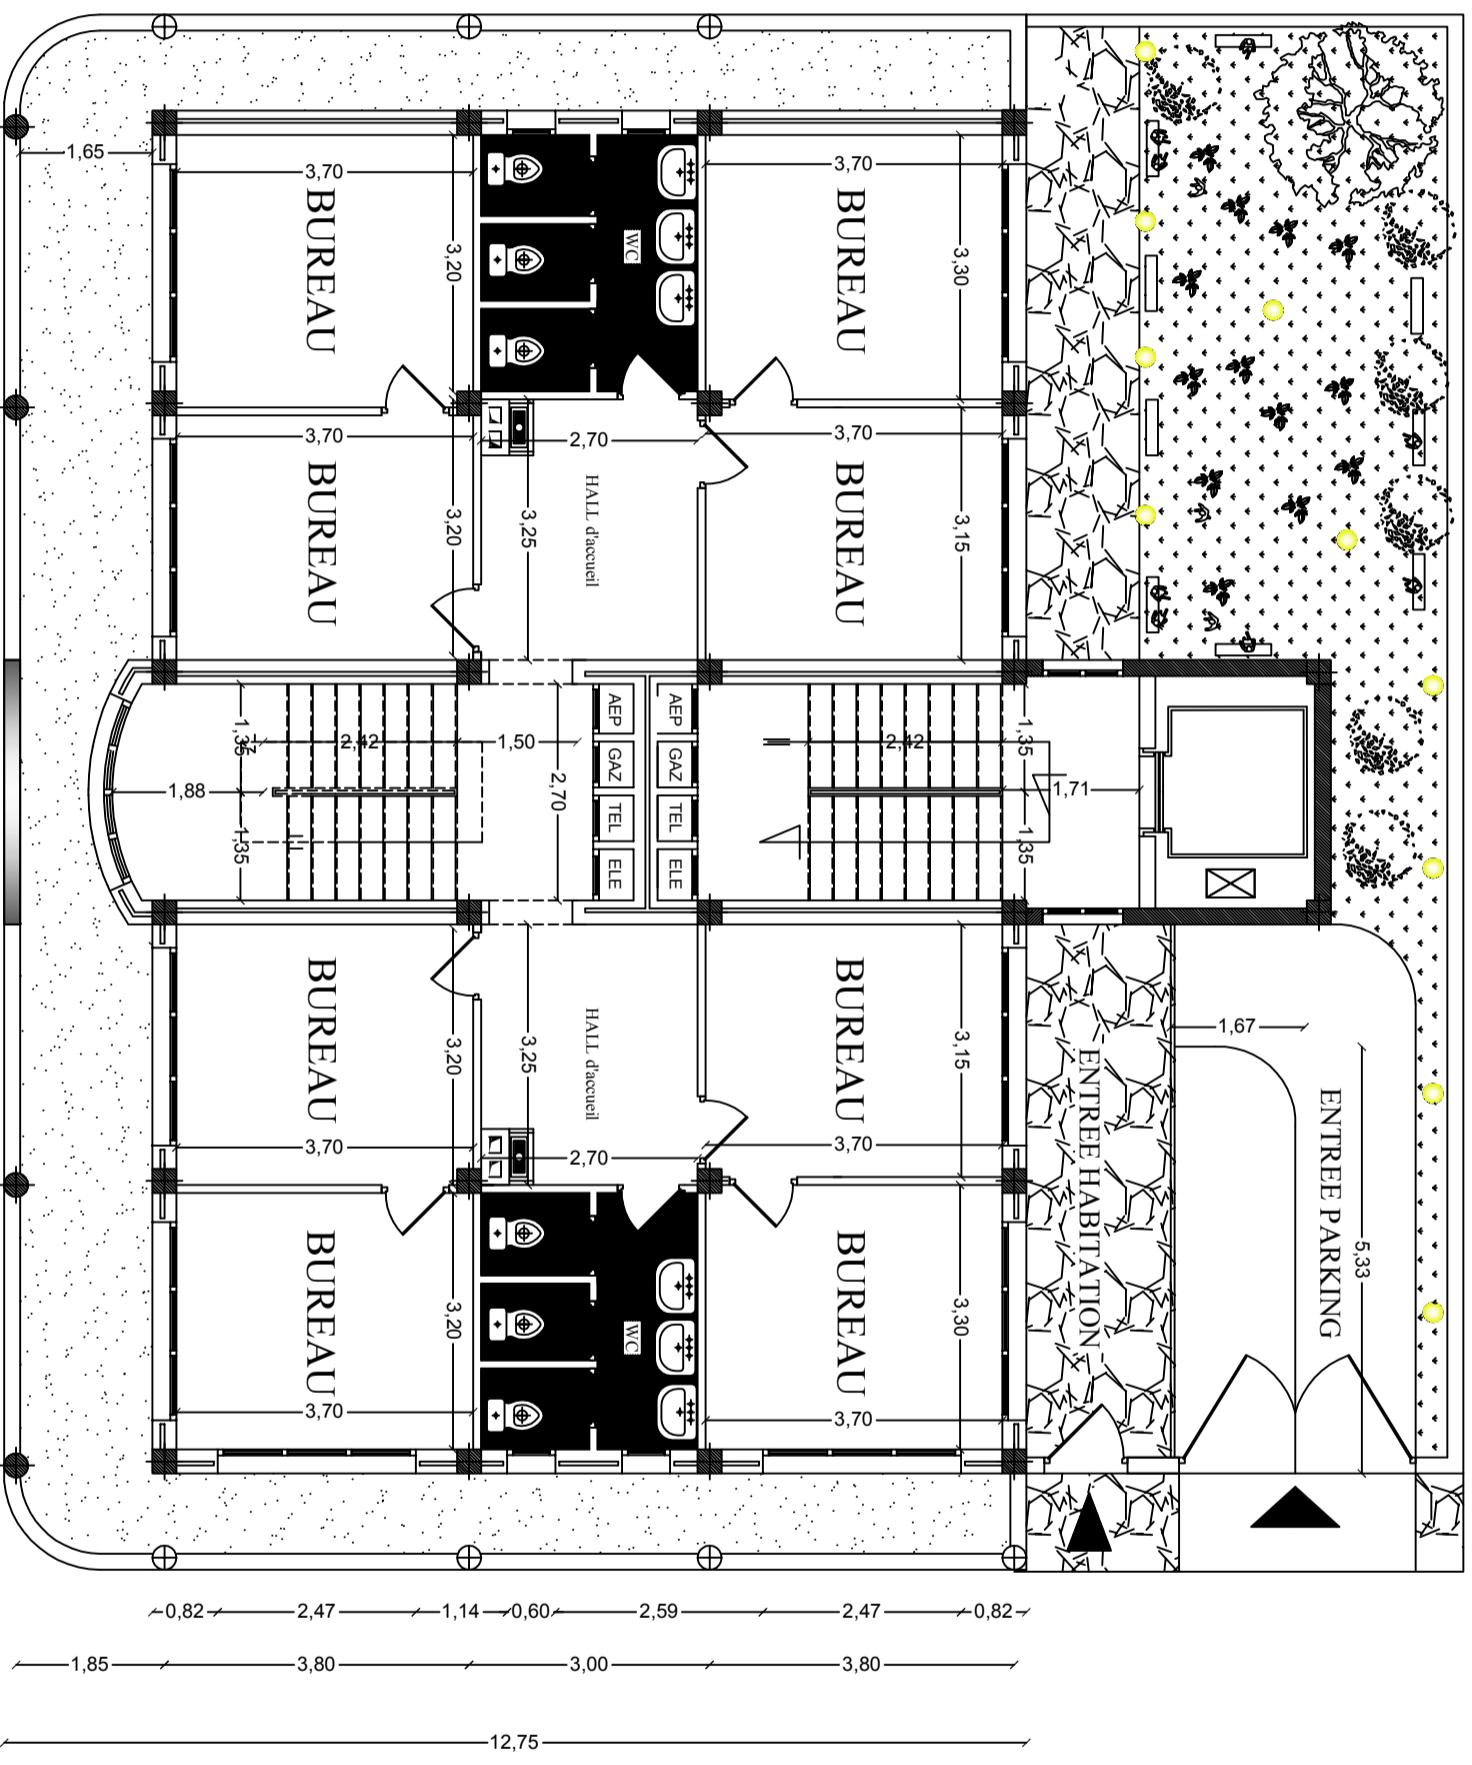 1,65
3,70
BUREAU
3,20
WC
3,70
BUREAU
3,30
3,70
BUREAU
3,20
3,25
2,70
HALL d'accueil
3,70
BUREAU
3,15
1,35
2,42
1,50
1,88
1,35
2,70
AEP
GAZ
TEL
ELE
AEP
GAZ
TEL
ELE
2,42
1,35
1,71
1,35
BUREAU
3,20
3,70
3,25
HALL d'accueil
2,70
BUREAU
3,15
3,70
ENTREE HABITATION
1,67
ENTREE PARKING
5,33
BUREAU
3,20
3,70
WC
BUREAU
3,30
3,70
0,82 2,47 1,14 0,60 2,59 2,47 0,82
1,85 3,80 3,00 3,80
12,75